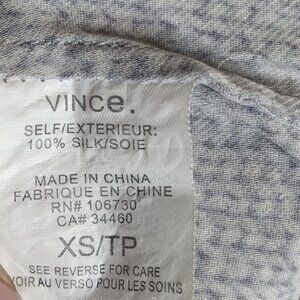 VINCE.
SELF/EXTERIEUR:
100% SILK/SOIE
MADE IN CHINA
FABRIQUE EN CHINE
RN# 106730
CA# 34460
XS/TP
SEE REVERSE FOR CARE
VOIR AU VERSO POUR LES SOINS